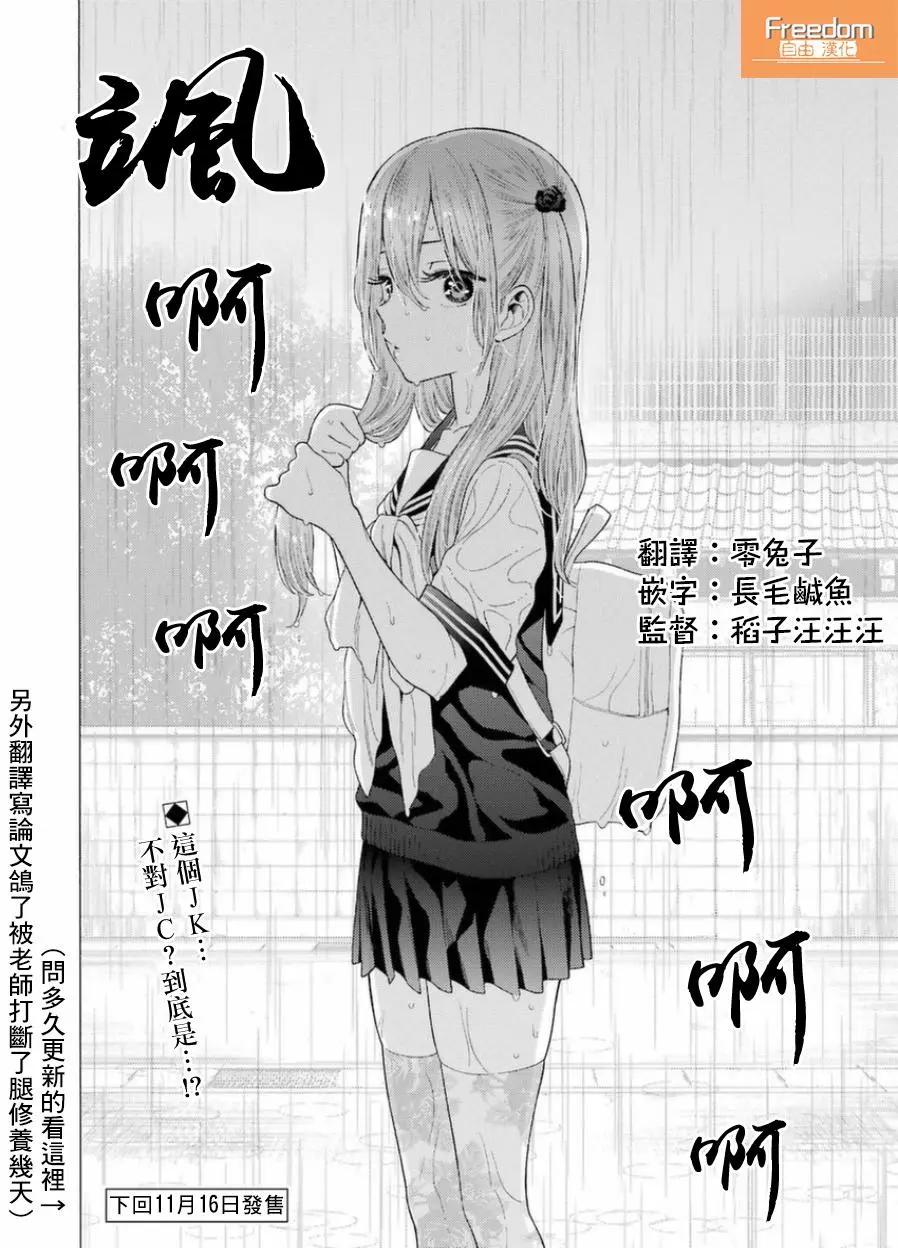 Freedom
自由 漢化
颯
啊
啊
啊
啊
啊
啊
翻譯：零兔子
嵌字：長毛鹹魚
監督：稻子汪汪汪
這個JK…
不對JC？到底是…!?
（問多久更新的看這裡→
另外翻譯寫論文鴿了被老師打斷了腿修養幾天）
下回11月16日發售